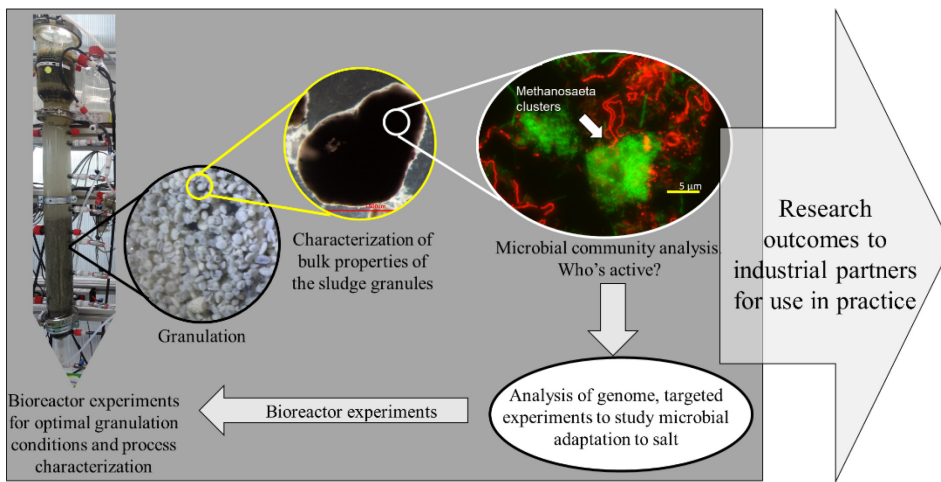 Methanosaeta
clusters
5 μm
Characterization of
bulk properties of
the sludge granules
Microbial community analysis.
Who's active?
Granulation
Research
outcomes to
industrial partners
for use in practice
Analysis of genome, targeted
experiments to study microbial
adaptation to salt
Bioreactor experiments
Bioreactor experiments
for optimal granulation
conditions and process
characterization